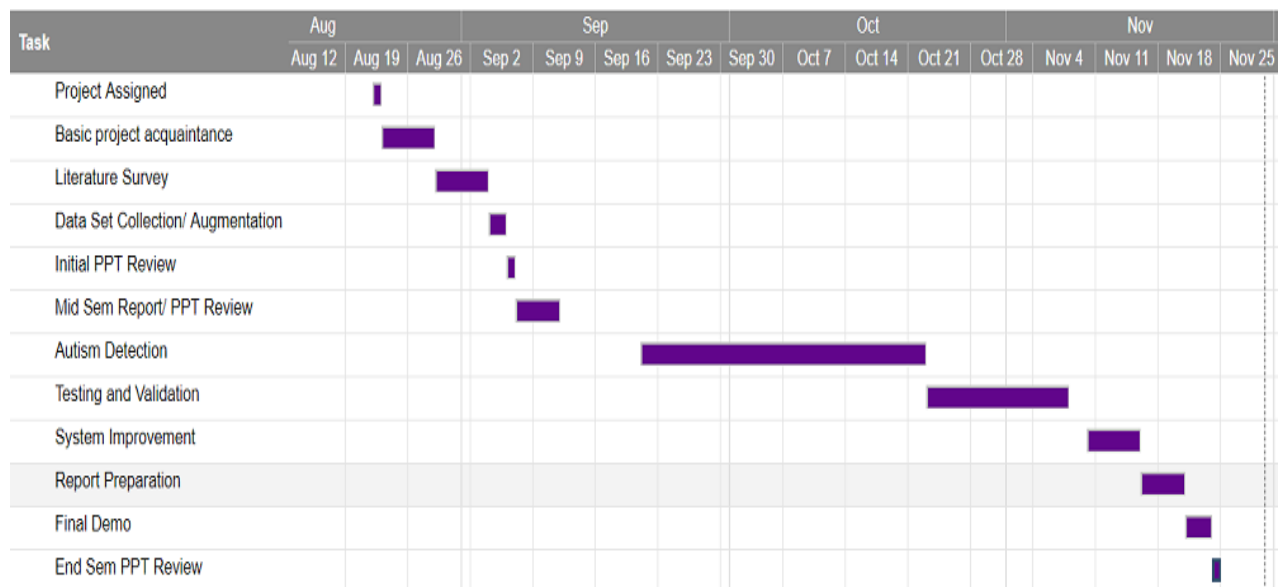 Task
Aug Sep Oct Nov
Aug 12 Aug 19 Aug 26 Sep 2 Sep 9 Sep 16 Sep 23 Sep 30 Oct 7 Oct 14 Oct 21 Oct 28 Nov 4 Nov 11 Nov 18 Nov 25
Project Assigned
Basic project acquaintance
Literature Survey
Data Set Collection/ Augmentation
Initial PPT Review
Mid Sem Report/ PPT Review
Autism Detection
Testing and Validation
System Improvement
Report Preparation
Final Demo
End Sem PPT Review